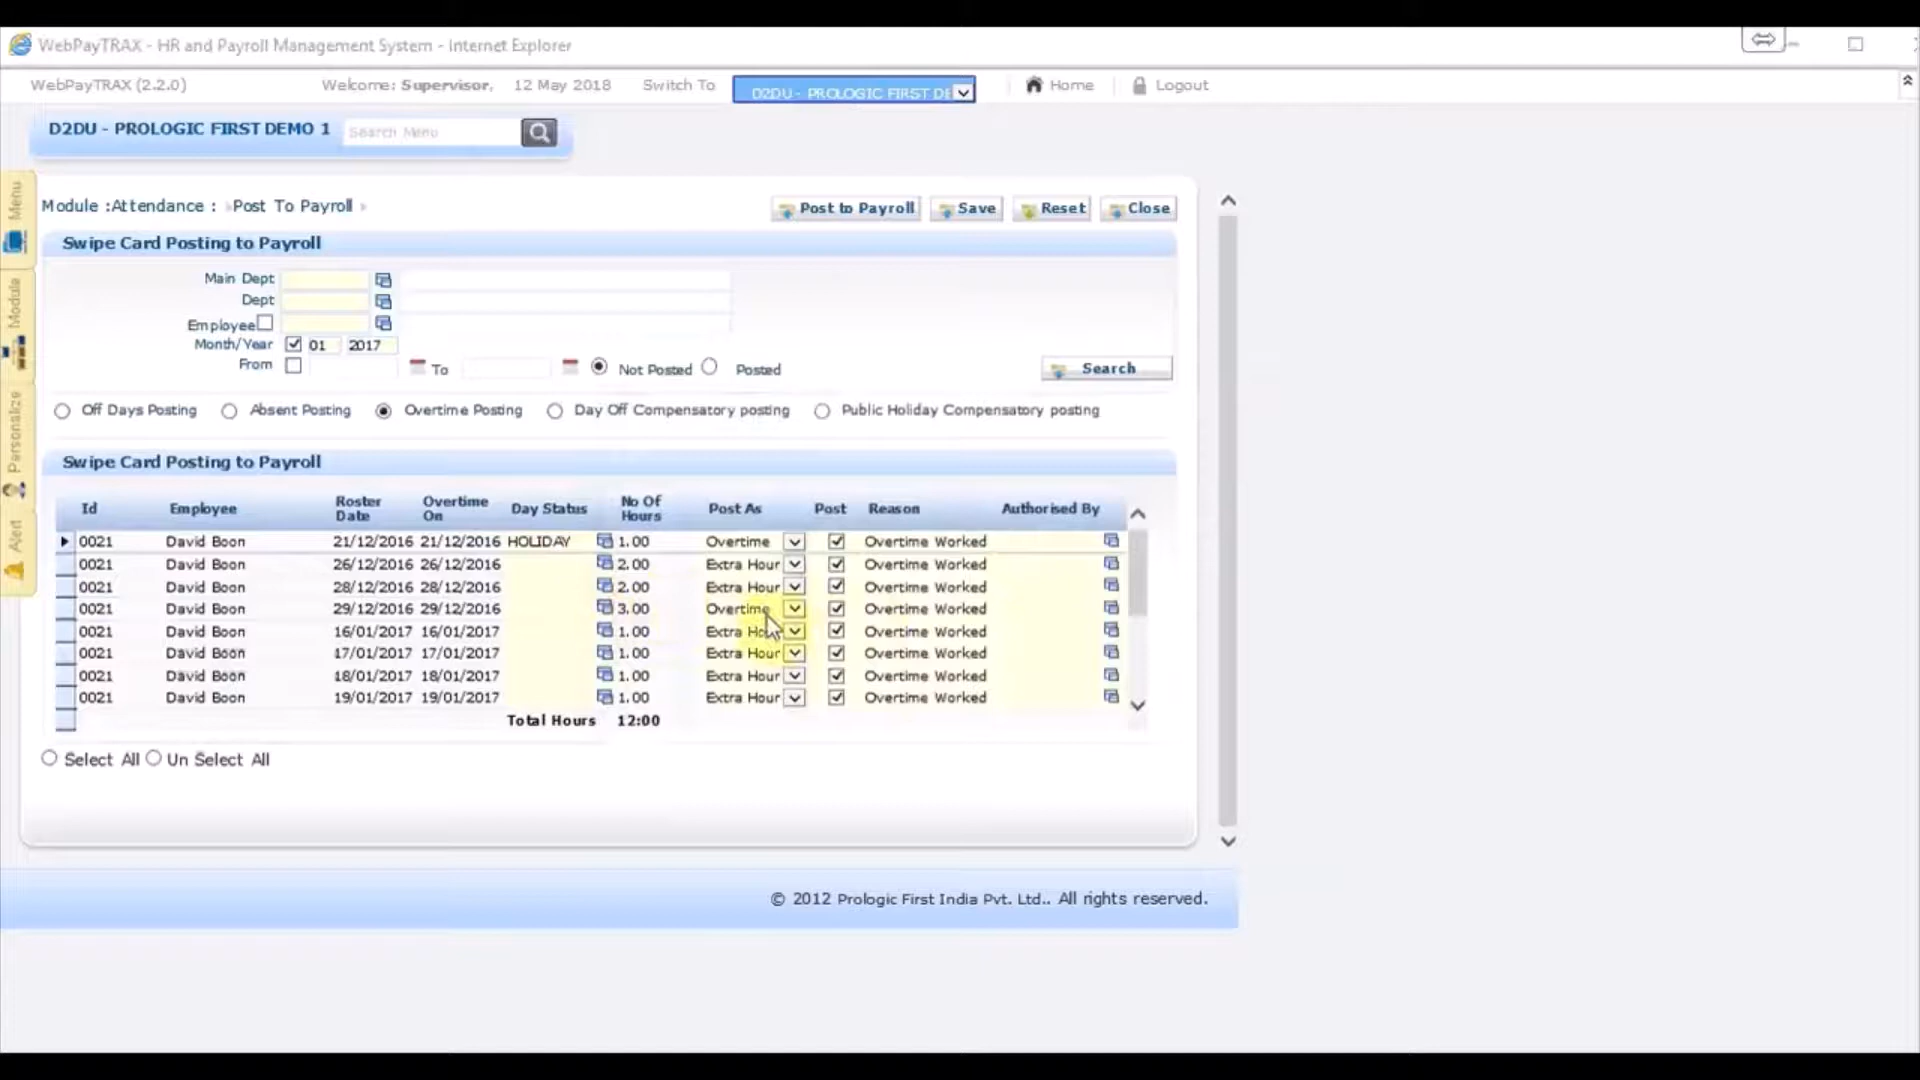 WebPayTRAX - HR and Payroll Management System - Internet Explorer
WebPayTRAX (2.2.0) Welcome: Supervisor, 12 May 2018 Switch To D2DU - PROLOGIC FIRST DE Home Logout
D2DU - PROLOGIC FIRST DEMO 1 Search Menu
Menu
Module
Personalize
Alert
Module :Attendance : Post To Payroll Post to Payroll Save Reset Close
Swipe Card Posting to Payroll
Main Dept
Dept
Employee
Month/Year 01 2017
From To Not Posted Posted Search
Off Days Posting Absent Posting Overtime Posting Day Off Compensatory posting Public Holiday Compensatory posting
Swipe Card Posting to Payroll
Id Employee Roster Date Overtime On Day Status No Of Hours Post As Post Reason Authorised By
0021 David Boon 21/12/2016 21/12/2016 HOLIDAY 1.00 Overtime Overtime Worked
0021 David Boon 26/12/2016 26/12/2016 2.00 Extra Hour Overtime Worked
0021 David Boon 28/12/2016 28/12/2016 2.00 Extra Hour Overtime Worked
0021 David Boon 29/12/2016 29/12/2016 3.00 Overtime Overtime Worked
0021 David Boon 16/01/2017 16/01/2017 1.00 Extra Hour Overtime Worked
0021 David Boon 17/01/2017 17/01/2017 1.00 Extra Hour Overtime Worked
0021 David Boon 18/01/2017 18/01/2017 1.00 Extra Hour Overtime Worked
0021 David Boon 19/01/2017 19/01/2017 1.00 Extra Hour Overtime Worked
Total Hours 12:00
Select All Un Select All
© 2012 Prologic First India Pvt. Ltd.. All rights reserved.